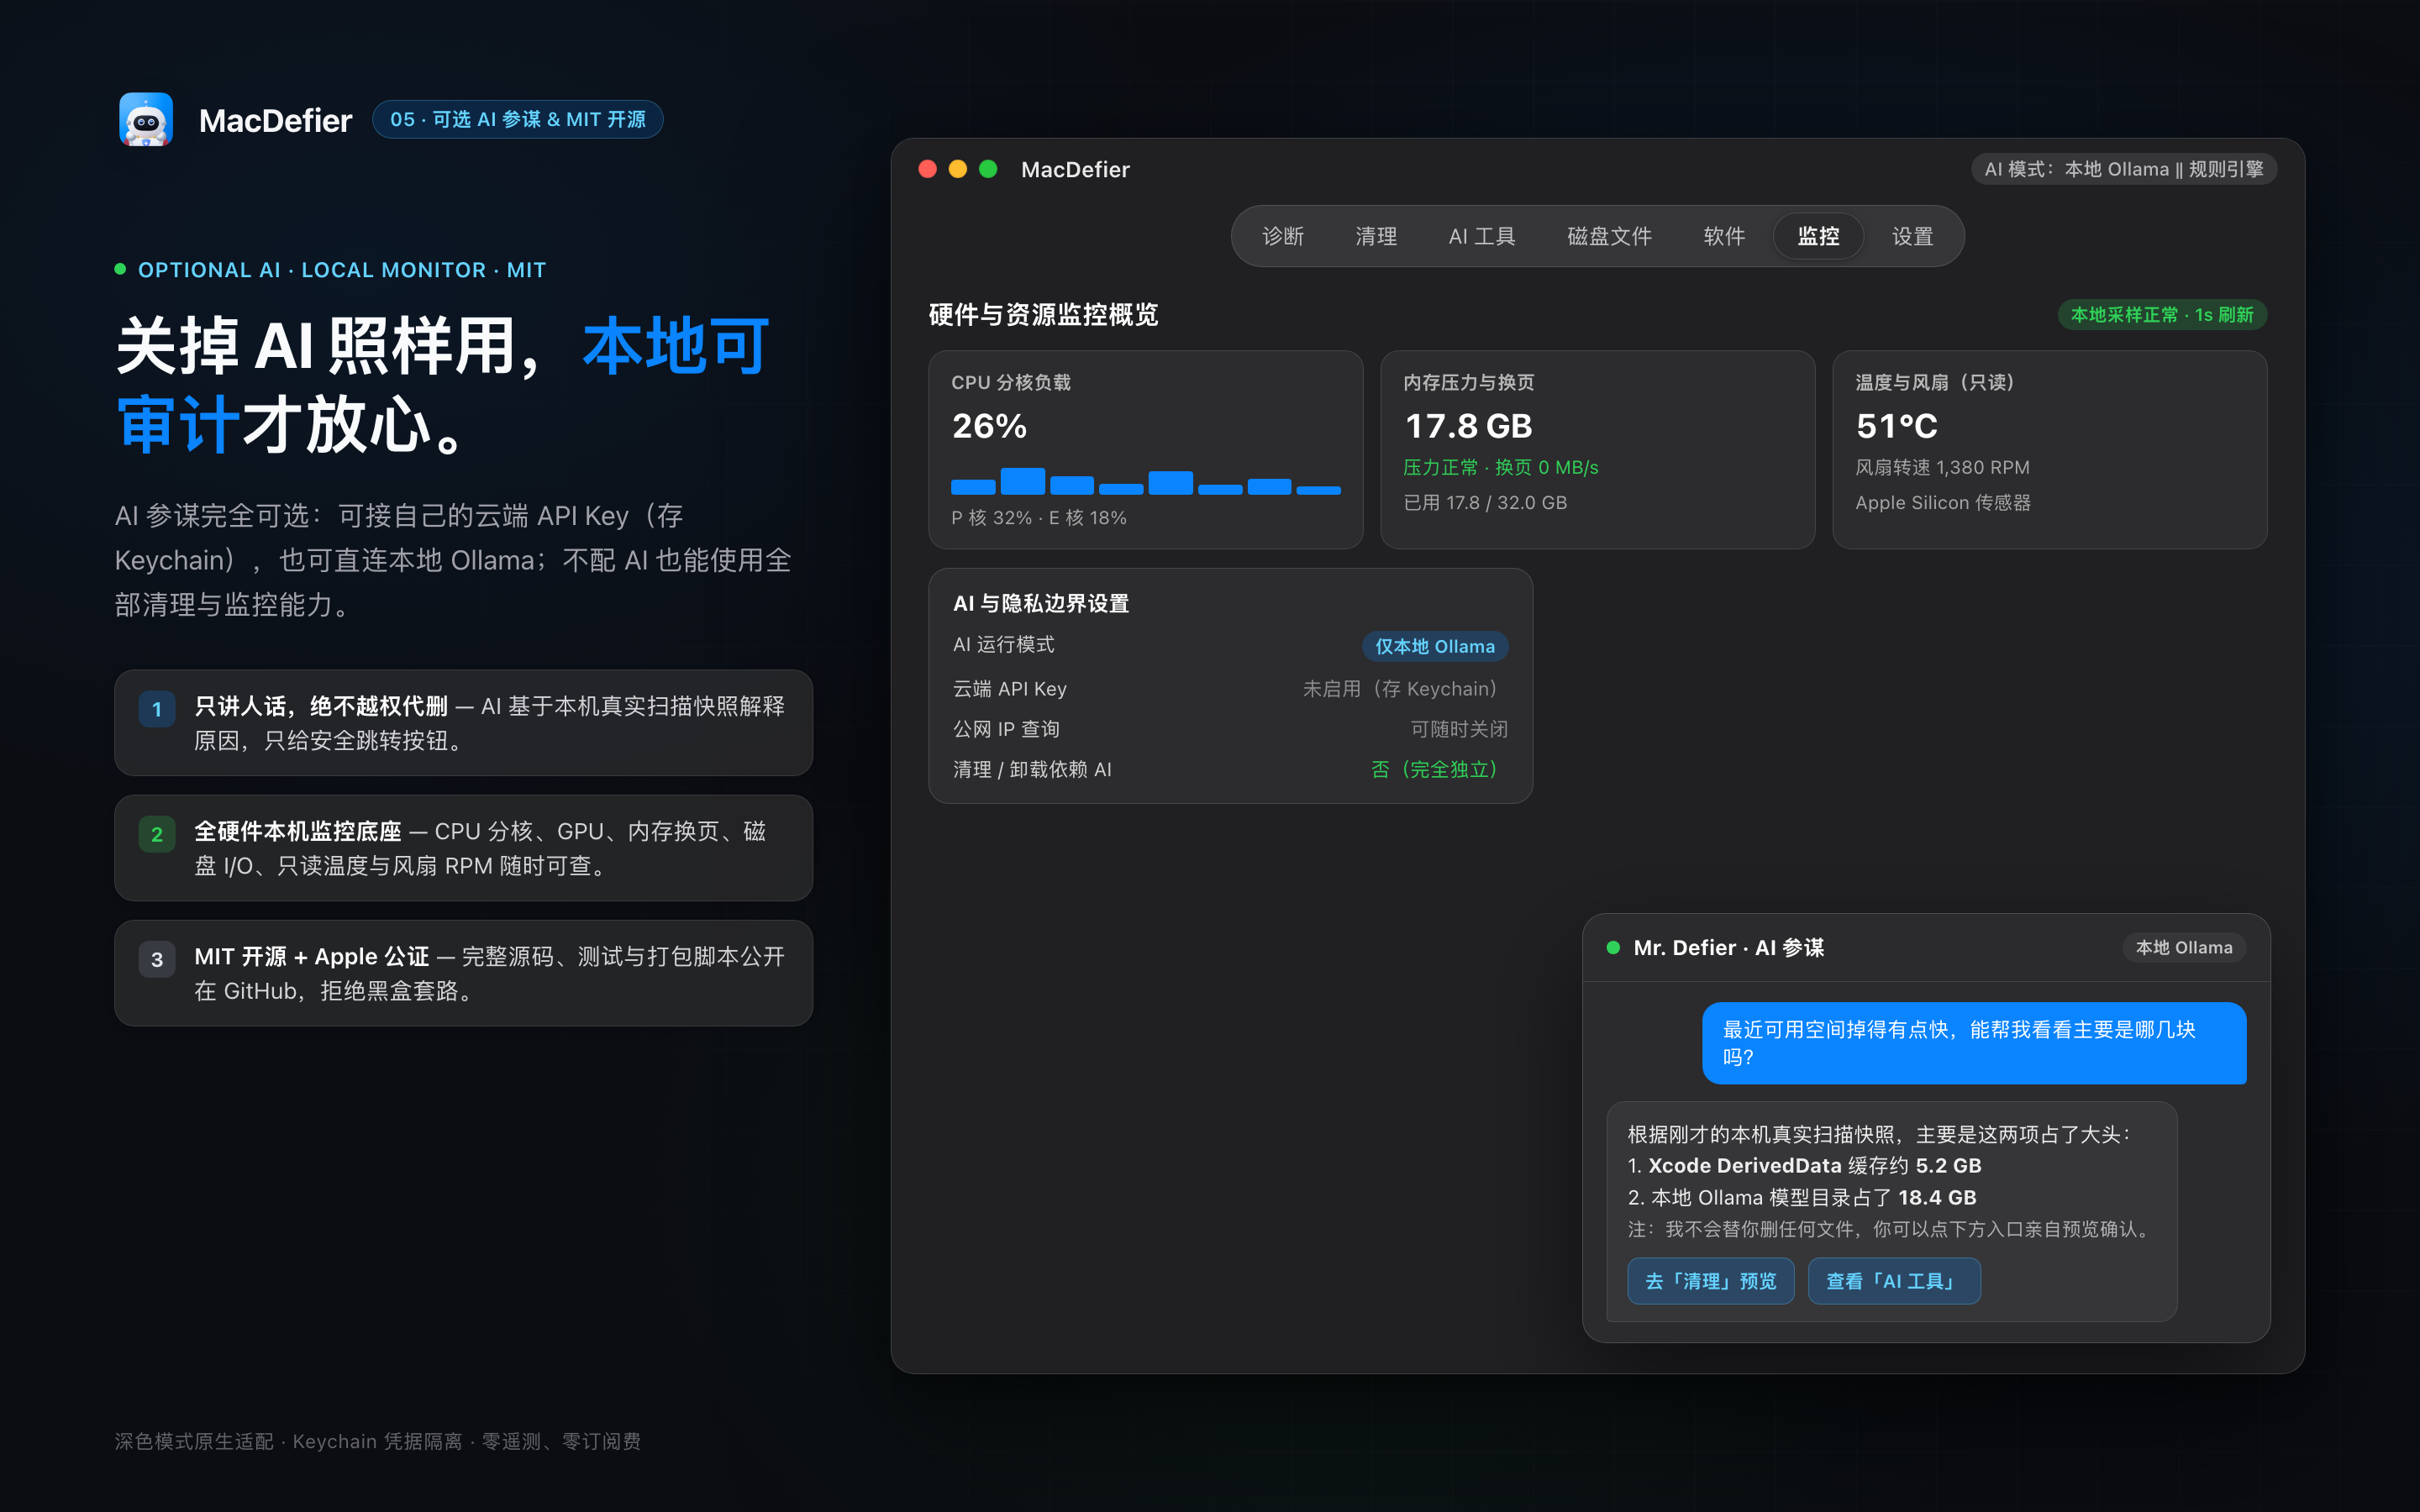 MacDefier
05 · 可选 AI 参谋 & MIT 开源
OPTIONAL AI · LOCAL MONITOR · MIT
关掉 AI 照样用，本地可
审计才放心。
AI 参谋完全可选：可接自己的云端 API Key（存
Keychain），也可直连本地 Ollama；不配 AI 也能使用全
部清理与监控能力。
1
只讲人话，绝不越权代删 — AI 基于本机真实扫描快照解释
原因，只给安全跳转按钮。
2
全硬件本机监控底座 — CPU 分核、GPU、内存换页、磁
盘 I/O、只读温度与风扇 RPM 随时可查。
3
MIT 开源 + Apple 公证 — 完整源码、测试与打包脚本公开
在 GitHub，拒绝黑盒套路。
深色模式原生适配 · Keychain 凭据隔离 · 零遥测、零订阅费
MacDefier
AI 模式：本地 Ollama || 规则引擎
诊断 清理 AI 工具 磁盘文件 软件 监控 设置
硬件与资源监控概览
本地采样正常 · 1s 刷新
CPU 分核负载
26%
P 核 32% · E 核 18%
内存压力与换页
17.8 GB
压力正常 · 换页 0 MB/s
已用 17.8 / 32.0 GB
温度与风扇（只读）
51°C
风扇转速 1,380 RPM
Apple Silicon 传感器
AI 与隐私边界设置
AI 运行模式 仅本地 Ollama
云端 API Key 未启用（存 Keychain）
公网 IP 查询 可随时关闭
清理 / 卸载依赖 AI 否（完全独立）
Mr. Defier · AI 参谋
本地 Ollama
最近可用空间掉得有点快，能帮我看看主要是哪几块
吗？
根据刚才的本机真实扫描快照，主要是这两项占了大头：
1. Xcode DerivedData 缓存约 5.2 GB
2. 本地 Ollama 模型目录占了 18.4 GB
注：我不会替你删任何文件，你可以点下方入口亲自预览确认。
去「清理」预览 查看「AI 工具」